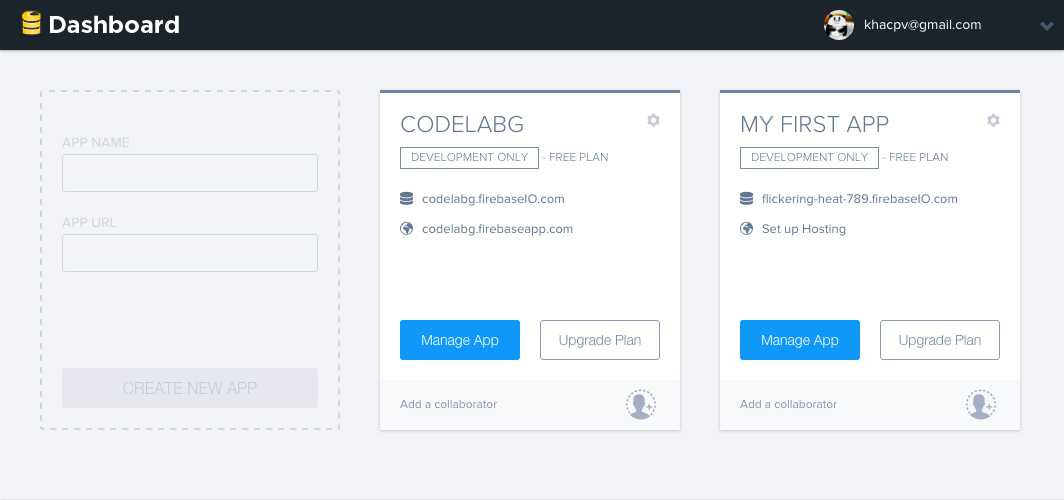 Dashboard
khacpv@gmail.com
APP NAME
APP URL
CREATE NEW APP
CODELABG
DEVELOPMENT ONLY - FREE PLAN
codelabg.firebaseIO.com
codelabg.firebaseapp.com
Manage App
Upgrade Plan
Add a collaborator
MY FIRST APP
DEVELOPMENT ONLY - FREE PLAN
flickering-heat-789.firebaseIO.com
Set up Hosting
Manage App
Upgrade Plan
Add a collaborator